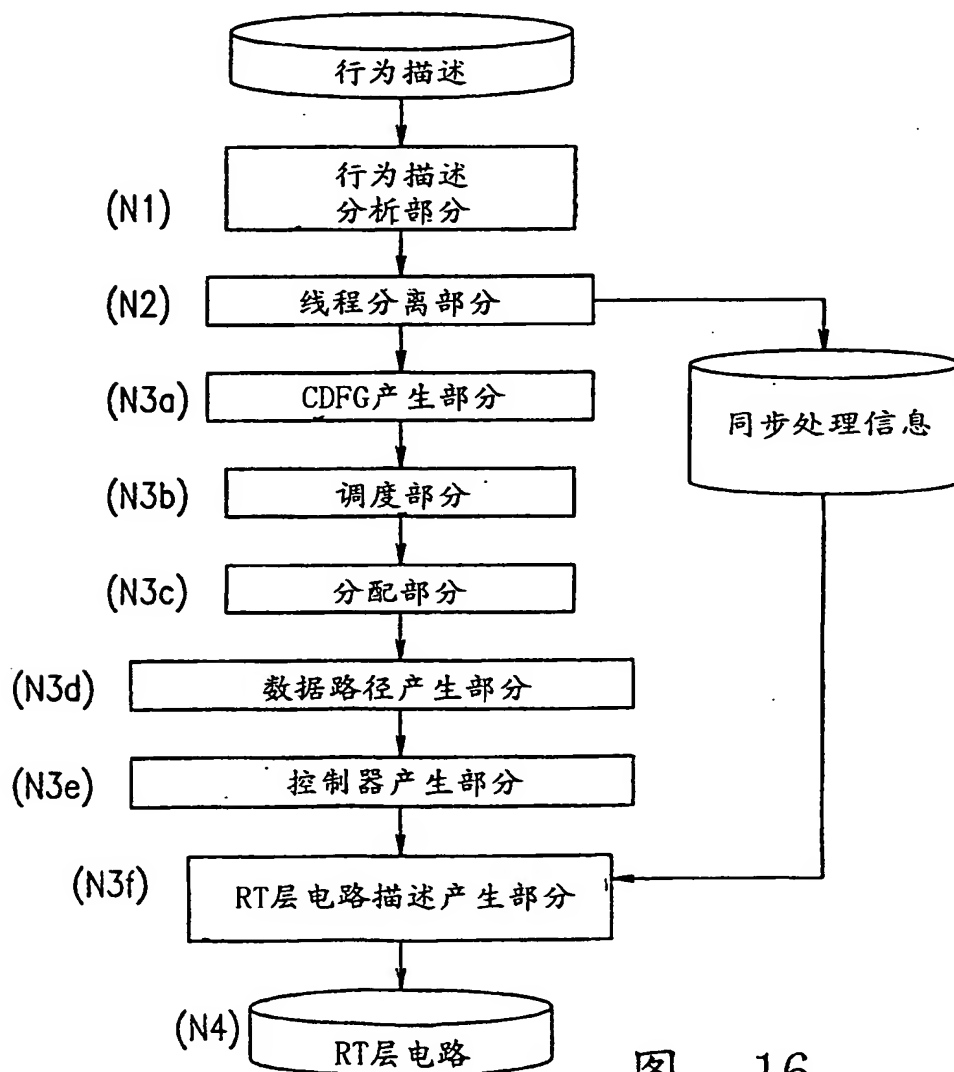 行为描述
(N1)
行为描述
分析部分
(N2)
线程分离部分
(N3a)
CDFG产生部分
同步处理信息
(N3b)
调度部分
(N3c)
分配部分
(N3d)
数据路径产生部分
(N3e)
控制器产生部分
(N3f)
RT层电路描述产生部分
(N4)
RT层电路
图 16